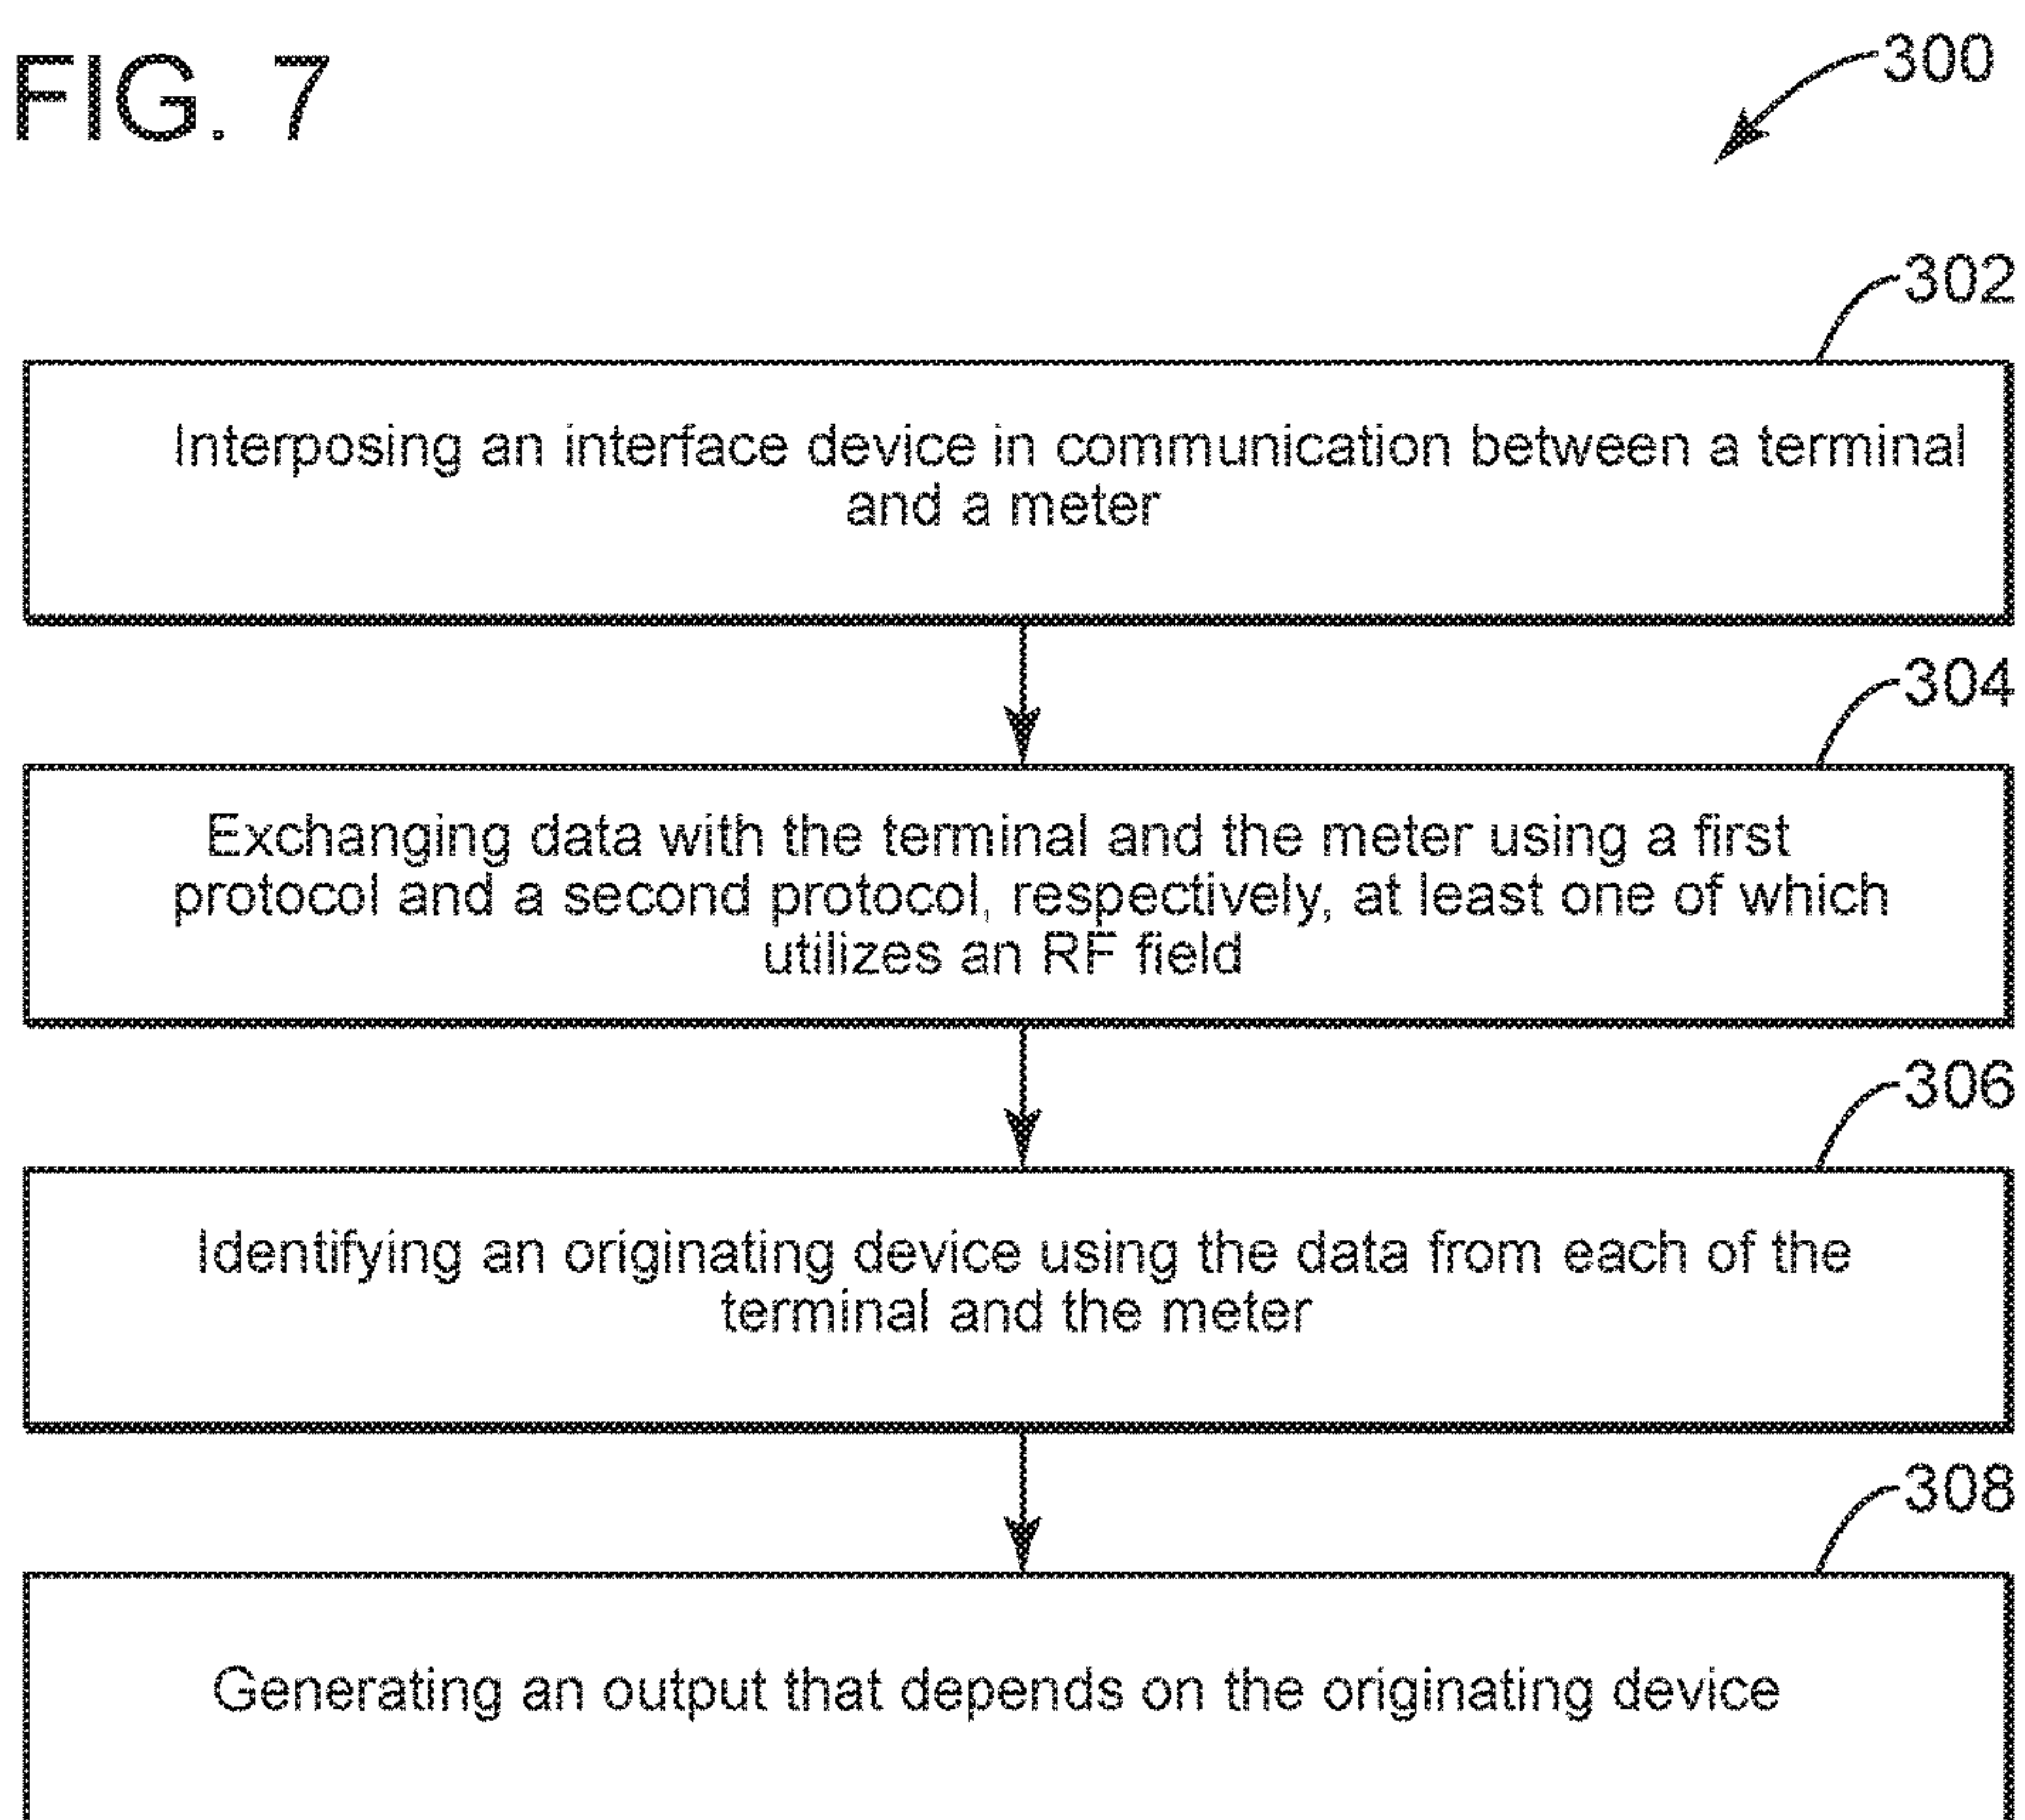 FIG. 7
300
302
Interposing an interface device in communication between a terminal
and a meter
304
Exchanging data with the terminal and the meter using a first
protocol and a second protocol, respectively, at least one of which
utilizes an RF field
306
Identifying an originating device using the data from each of the
terminal and the meter
308
Generating an output that depends on the originating device